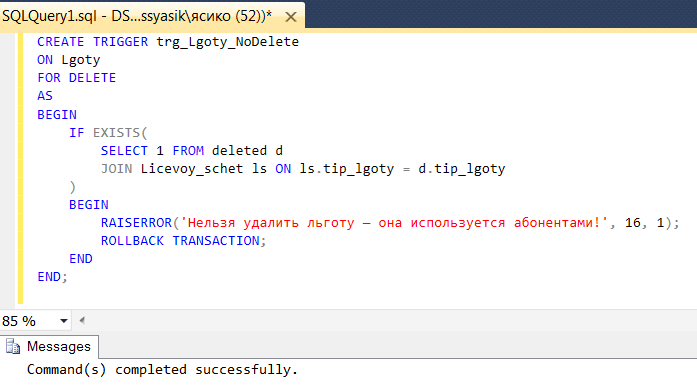 SQLQuery1.sql - DS...ssyasik\ясико (52))*
CREATE TRIGGER trg_Lgoty_NoDelete
ON Lgoty
FOR DELETE
AS
BEGIN
    IF EXISTS(
        SELECT 1 FROM deleted d
        JOIN Licevoy_schet ls ON ls.tip_lgoty = d.tip_lgoty
    )
    BEGIN
        RAISERROR('Нельзя удалить льготу — она используется абонентами!', 16, 1);
        ROLLBACK TRANSACTION;
    END
END;
85 %
Messages
Command(s) completed successfully.